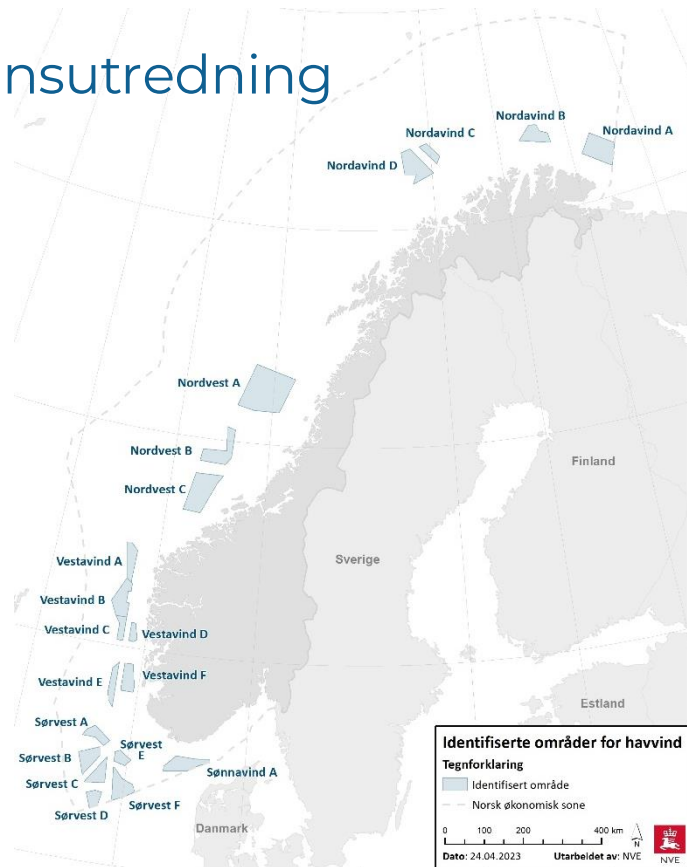 nsutredning
Nordavind B
Nordavind A
Nordavind C
Nordavind D
Nordvest A
Nordvest B
Nordvest C
Finland
Sverige
Vestavind A
Vestavind B
Vestavind C
Vestavind D
Vestavind E
Vestavind F
Estland
Sørvest A
Sørvest
E
Sørvest B
Sønnavind A
Sørvest C
Sørvest F
Sørvest D
Danmark
Identifiserte områder for havvind
Tegnforklaring
Identifisert område
Norsk økonomisk sone
0 100 200 400 km
N
Dato: 24.04.2023 Utarbeidet av: NVE
NVE